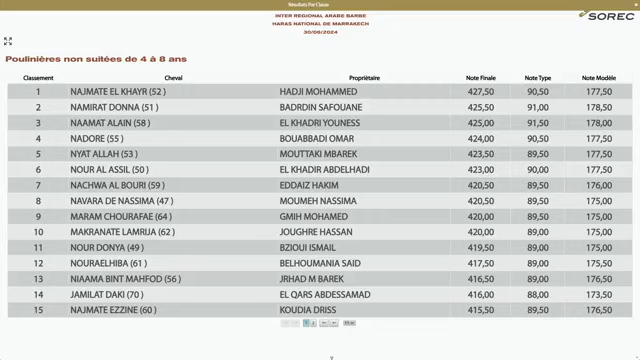 Résultats Par Classe
INTER REGIONAL ARABE BARBE
HARAS NATIONAL DE MARRAKECH
30/06/2024
SOREC
Poulinières non suitées de 4 à 8 ans
Classement Cheval Propriétaire Note Finale Note Type Note Modèle
1 NAJMATE EL KHAYR (52 ) HADJI MOHAMMED 427,50 90,50 177,50
2 NAMIRAT DONNA (51 ) BADRDIN SAFOUANE 425,50 91,00 178,50
3 NAAMAT ALAIN (58 ) EL KHADRI YOUNESS 425,00 91,50 178,00
4 NADORE (55 ) BOUABBADI OMAR 424,00 90,50 177,50
5 NYAT ALLAH (53 ) MOUTTAKI MBAREK 423,50 89,50 177,50
6 NOUR AL ASSIL (50 ) EL KHADIR ABDELHADI 423,00 90,00 177,50
7 NACHWA AL BOURI (59 ) EDDAIZ HAKIM 420,50 89,50 176,00
8 NAVARA DE NASSIMA (47 ) MOUMEH NASSIMA 420,50 89,50 175,00
9 MARAM CHOURAFAE (64 ) GMIH MOHAMED 420,00 89,50 175,00
10 MAKRANATE LAMRIJA (62 ) JOUGHRE HASSAN 420,00 89,00 175,00
11 NOUR DONYA (49 ) BZIOUI ISMAIL 419,50 89,00 175,00
12 NOURAELHIBA (61 ) BELHOUMANIA SAID 417,50 89,50 175,50
13 NIAAMA BINT MAHFOD (56 ) JRHAD M BAREK 416,50 89,00 176,50
14 JAMILAT DAKI (70 ) EL QARS ABDESSAMAD 416,00 88,00 173,50
15 NAJMATE EZZINE (60 ) KOUDIA DRISS 415,50 89,50 176,50
1 2